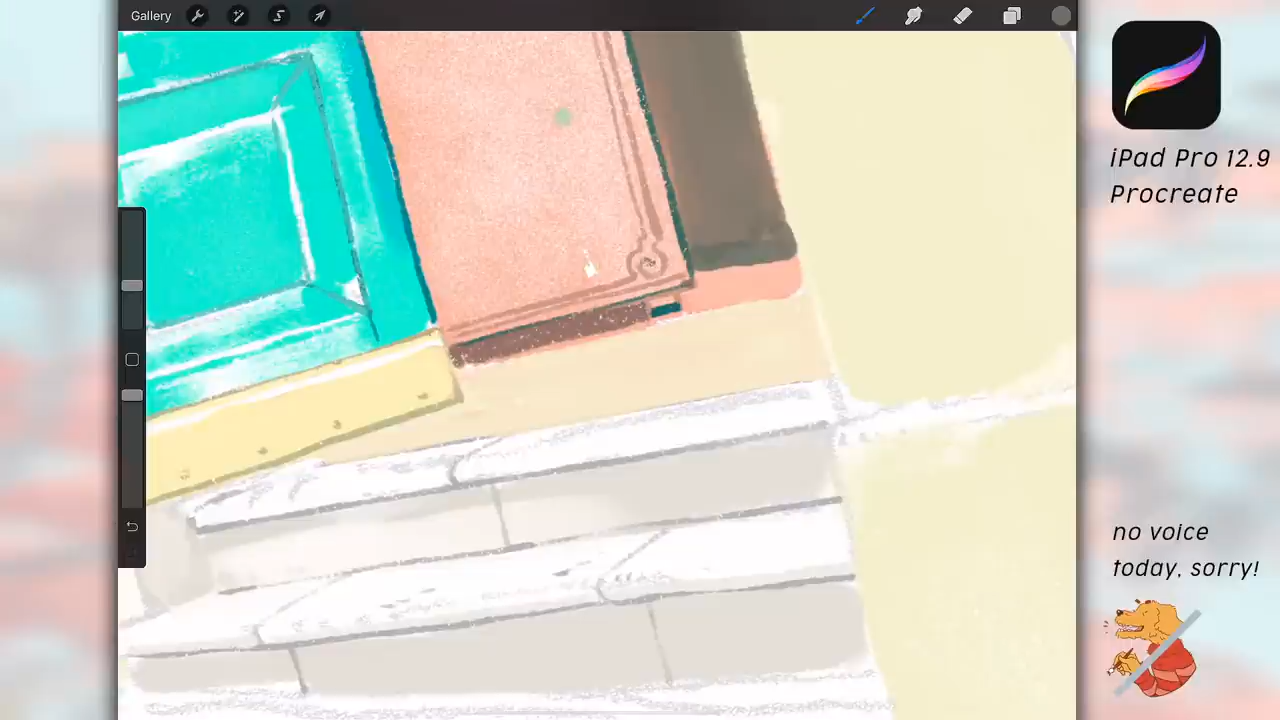 Gallery
iPad Pro 12.9
Procreate
no voice
today, sorry!